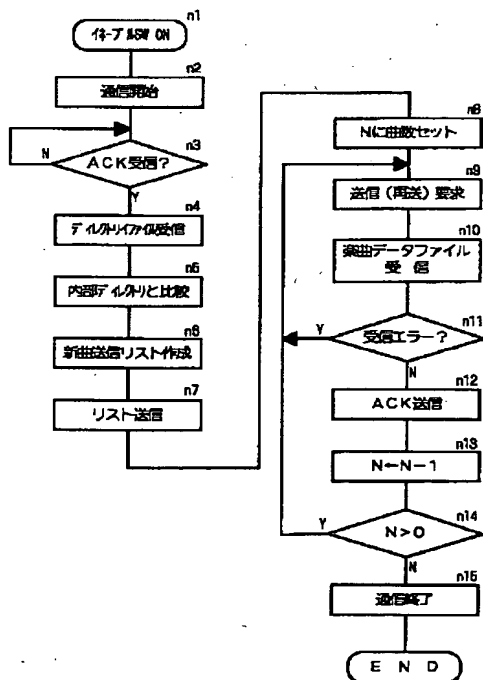 n1
イネーブルSW ON
n2
通信開始
n3
ACK受信?
N
Y
n4
ディレクトリファイル受信
n5
内部ディレクトリと比較
n6
新曲送信リスト作成
n7
リスト送信
n8
Nに曲数セット
n9
送信(再送)要求
n10
楽曲データファイル
受信
n11
受信エラー?
Y
N
n12
ACK送信
n13
N←N-1
n14
N>0
Y
N
n15
通信終了
END